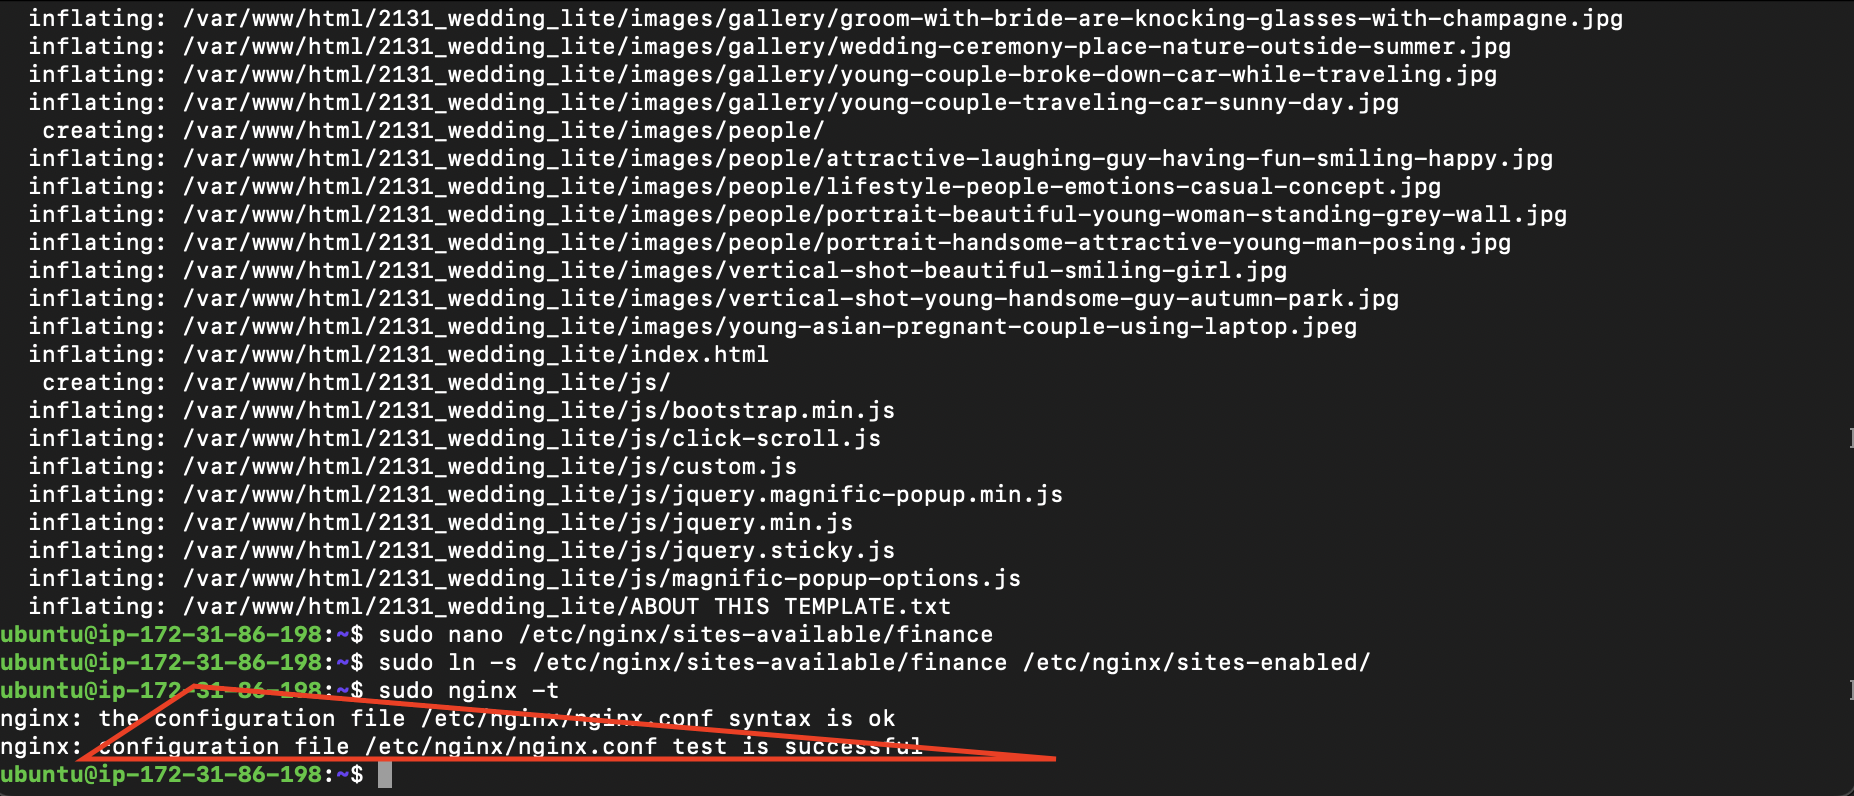 inflating: /var/www/html/2131_wedding_lite/images/gallery/groom-with-bride-are-knocking-glasses-with-champagne.jpg
inflating: /var/www/html/2131_wedding_lite/images/gallery/wedding-ceremony-place-nature-outside-summer.jpg
inflating: /var/www/html/2131_wedding_lite/images/gallery/young-couple-broke-down-car-while-traveling.jpg
inflating: /var/www/html/2131_wedding_lite/images/gallery/young-couple-traveling-car-sunny-day.jpg
creating: /var/www/html/2131_wedding_lite/images/people/
inflating: /var/www/html/2131_wedding_lite/images/people/attractive-laughing-guy-having-fun-smiling-happy.jpg
inflating: /var/www/html/2131_wedding_lite/images/people/lifestyle-people-emotions-casual-concept.jpg
inflating: /var/www/html/2131_wedding_lite/images/people/portrait-beautiful-young-woman-standing-grey-wall.jpg
inflating: /var/www/html/2131_wedding_lite/images/people/portrait-handsome-attractive-young-man-posing.jpg
inflating: /var/www/html/2131_wedding_lite/images/vertical-shot-beautiful-smiling-girl.jpg
inflating: /var/www/html/2131_wedding_lite/images/vertical-shot-young-handsome-guy-autumn-park.jpg
inflating: /var/www/html/2131_wedding_lite/images/young-asian-pregnant-couple-using-laptop.jpeg
inflating: /var/www/html/2131_wedding_lite/index.html
creating: /var/www/html/2131_wedding_lite/js/
inflating: /var/www/html/2131_wedding_lite/js/bootstrap.min.js
inflating: /var/www/html/2131_wedding_lite/js/click-scroll.js
inflating: /var/www/html/2131_wedding_lite/js/custom.js
inflating: /var/www/html/2131_wedding_lite/js/jquery.magnific-popup.min.js
inflating: /var/www/html/2131_wedding_lite/js/jquery.min.js
inflating: /var/www/html/2131_wedding_lite/js/jquery.sticky.js
inflating: /var/www/html/2131_wedding_lite/js/magnific-popup-options.js
inflating: /var/www/html/2131_wedding_lite/ABOUT THIS TEMPLATE.txt
ubuntu@ip-172-31-86-198:~$ sudo nano /etc/nginx/sites-available/finance
ubuntu@ip-172-31-86-198:~$ sudo ln -s /etc/nginx/sites-available/finance /etc/nginx/sites-enabled/
ubuntu@ip-172-31-86-198:~$ sudo nginx -t
nginx: the configuration file /etc/nginx/nginx.conf syntax is ok
nginx: configuration file /etc/nginx/nginx.conf test is successful
ubuntu@ip-172-31-86-198:~$